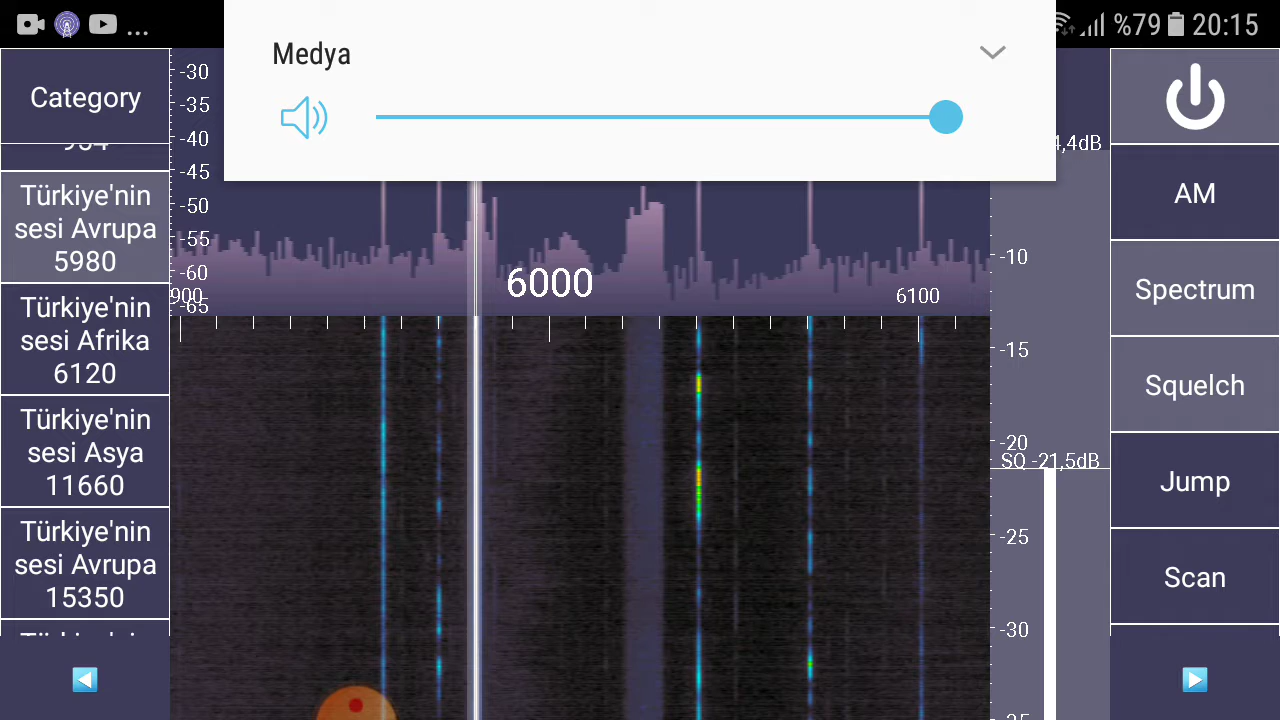 ... %79 20:15
Medya
Category
Türkiye'nin
sesi Avrupa
5980
Türkiye'nin
sesi Afrika
6120
Türkiye'nin
sesi Asya
11660
Türkiye'nin
sesi Avrupa
15350
-30
-35
-40
-45
-50
-55
-60
-65
900
6000
6100
4,4dB
-10
-15
-20
SQ -21,5dB
-25
-30
AM
Spectrum
Squelch
Jump
Scan